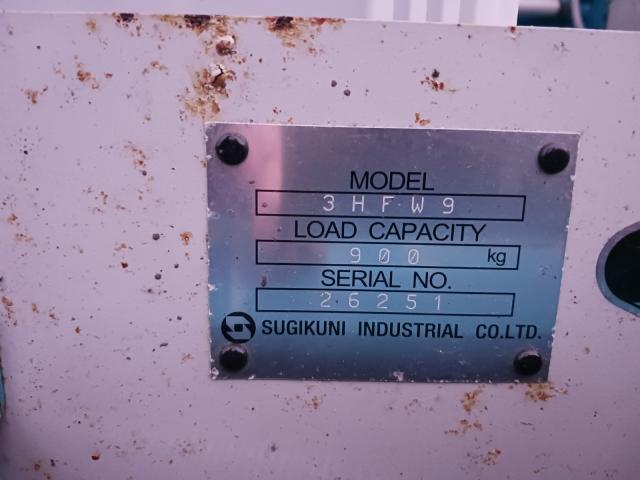 MODEL
3HFW9
LOAD CAPACITY
900 kg
SERIAL NO.
26251
SUGIKUNI INDUSTRIAL CO.LTD.